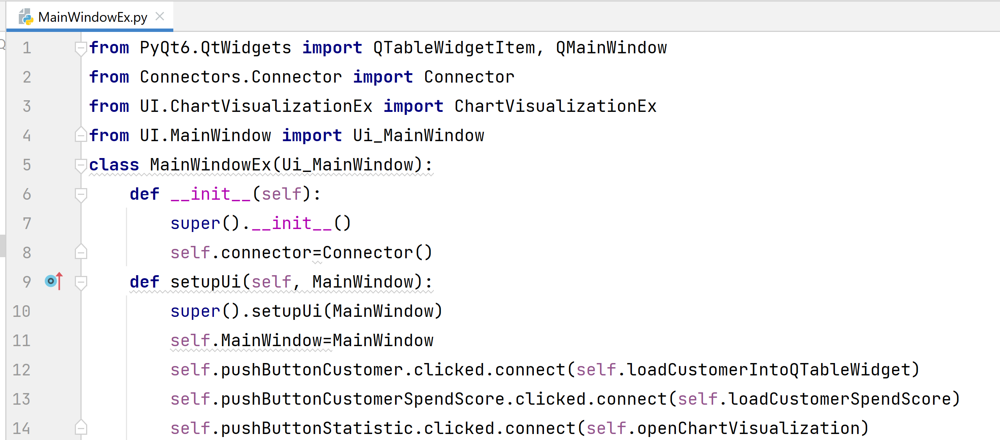 MainWindowEx.py
1 from PyQt6.QtWidgets import QTableWidgetItem, QMainWindow
2 from Connectors.Connector import Connector
3 from UI.ChartVisualizationEx import ChartVisualizationEx
4 from UI.MainWindow import Ui_MainWindow
5 class MainWindowEx(Ui_MainWindow):
6     def __init__(self):
7         super().__init__()
8         self.connector=Connector()
9     def setupUi(self, MainWindow):
10         super().setupUi(MainWindow)
11         self.MainWindow=MainWindow
12         self.pushButtonCustomer.clicked.connect(self.loadCustomerIntoQTableWidget)
13         self.pushButtonCustomerSpendScore.clicked.connect(self.loadCustomerSpendScore)
14         self.pushButtonStatistic.clicked.connect(self.openChartVisualization)